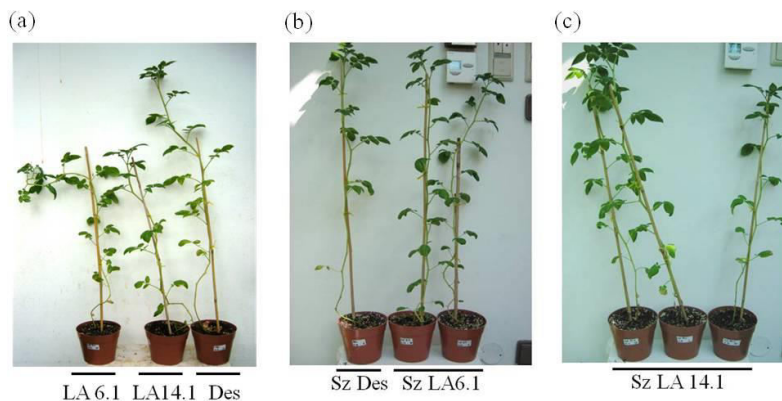 (a)
(b)
(c)
LA 6.1 LA14.1 Des
Sz Des Sz LA6.1
Sz LA 14.1